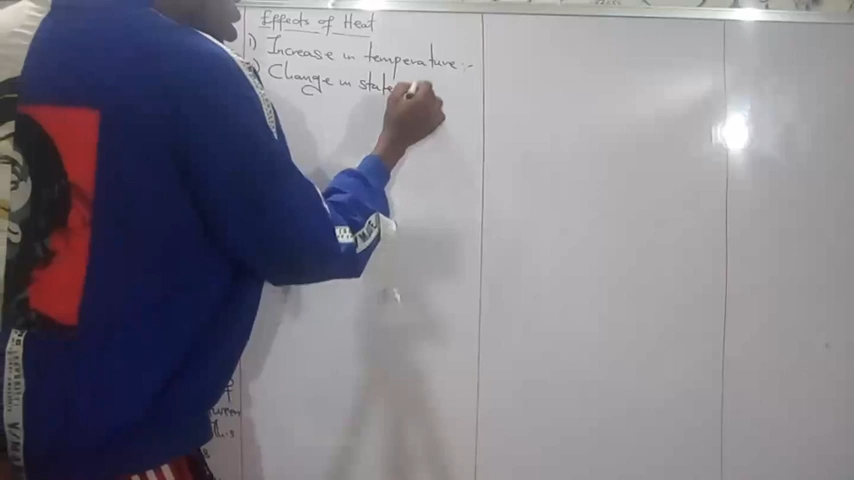 Effects of Heat
1) Increase in temperature :-
) Change in state